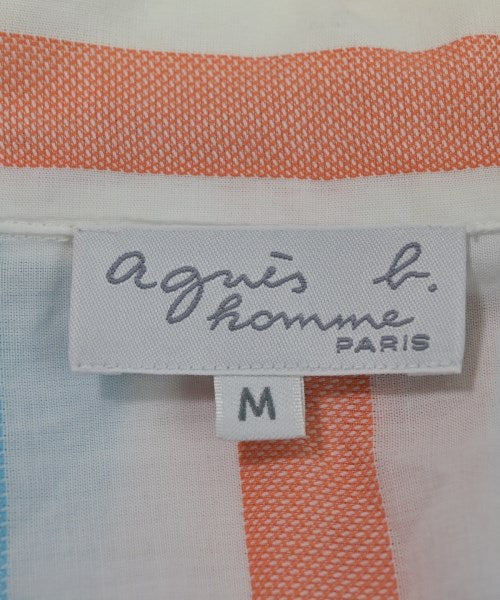 agnès b.
homme
PARIS
M